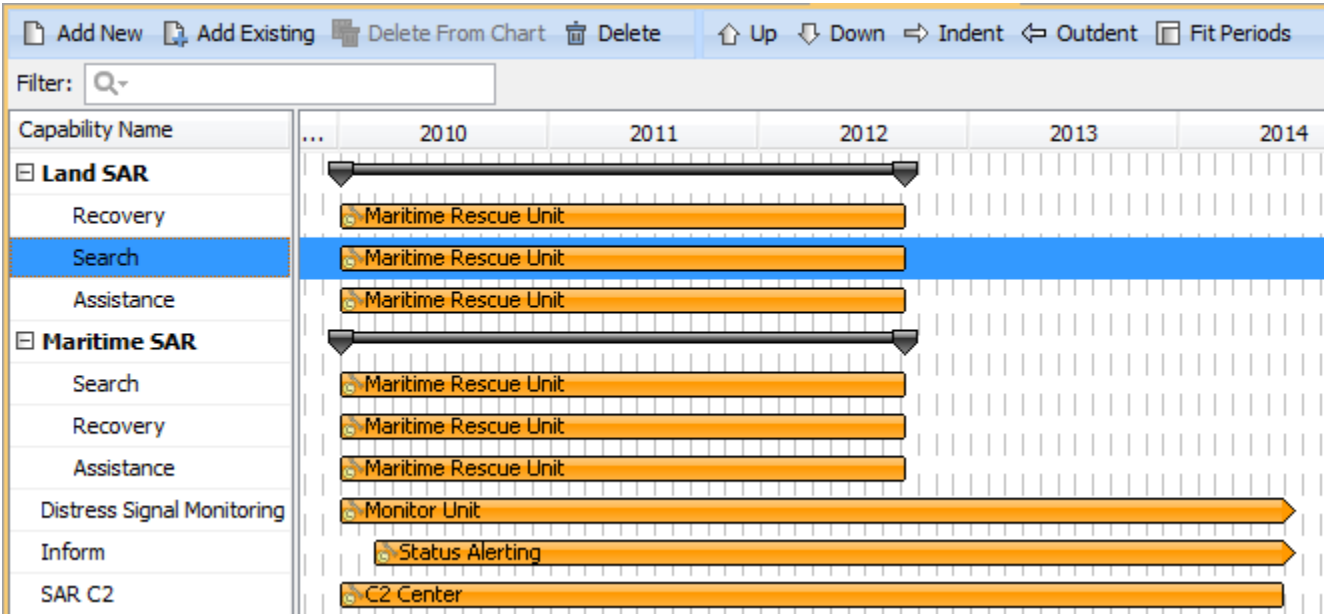 Add New Add Existing Delete From Chart Delete Up Down Indent Outdent Fit Periods
Filter:
Capability Name ... 2010 2011 2012 2013 2014
Land SAR
Recovery Maritime Rescue Unit
Search Maritime Rescue Unit
Assistance Maritime Rescue Unit
Maritime SAR
Search Maritime Rescue Unit
Recovery Maritime Rescue Unit
Assistance Maritime Rescue Unit
Distress Signal Monitoring Monitor Unit
Inform Status Alerting
SAR C2 C2 Center